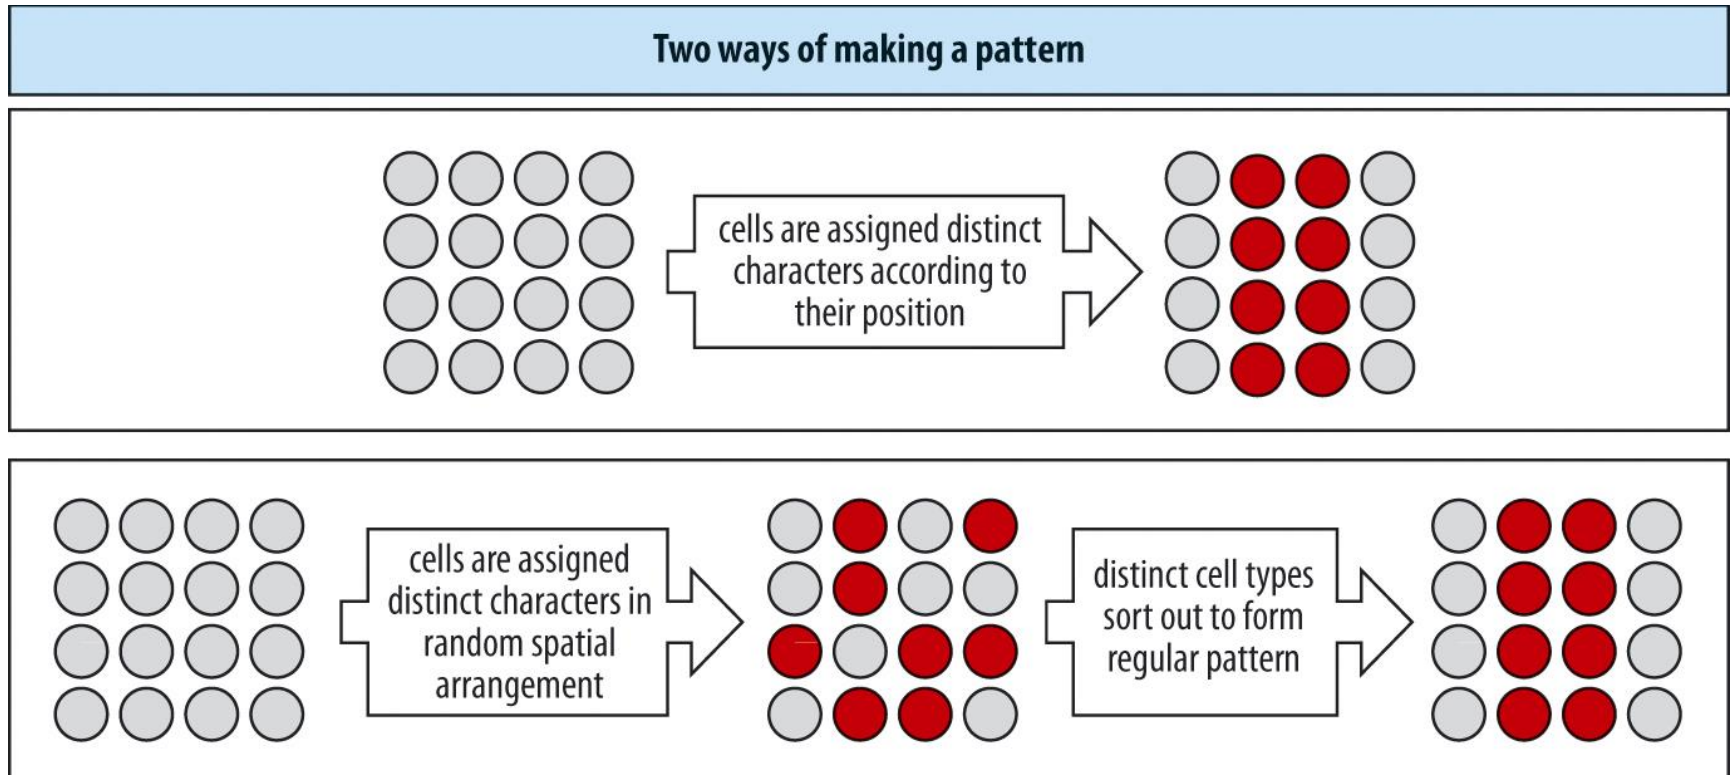 Two ways of making a pattern
cells are assigned distinct
characters according to
their position
cells are assigned
distinct characters in
random spatial
arrangement
distinct cell types
sort out to form
regular pattern